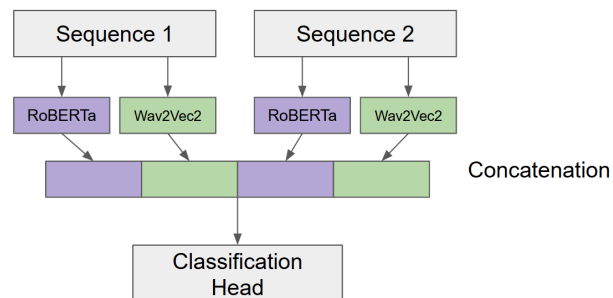 Sequence 1
Sequence 2
RoBERTa
Wav2Vec2
RoBERTa
Wav2Vec2
Concatenation
Classification
Head